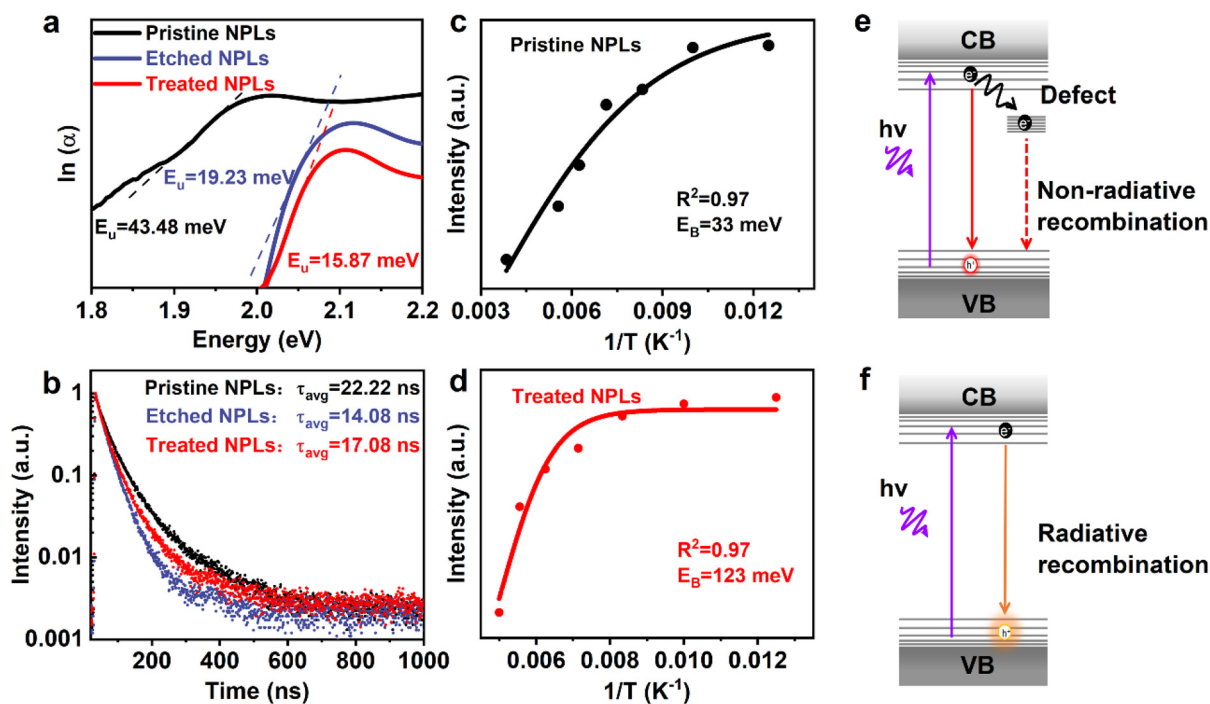 a
Pristine NPLs
Etched NPLs
Treated NPLs
ln (α)
E_u=19.23 meV
E_u=43.48 meV
E_u=15.87 meV
1.8 1.9 2.0 2.1 2.2
Energy (eV)
b
Pristine NPLs: τ_avg=22.22 ns
Etched NPLs: τ_avg=14.08 ns
Treated NPLs: τ_avg=17.08 ns
Intensity (a.u.)
1
0.1
0.01
0.001
200 400 600 800 1000
Time (ns)
c
Pristine NPLs
Intensity (a.u.)
R²=0.97
E_B=33 meV
0.003 0.006 0.009 0.012
1/T (K⁻¹)
d
Treated NPLs
Intensity (a.u.)
R²=0.97
E_B=123 meV
0.006 0.008 0.010 0.012
1/T (K⁻¹)
e
CB
e⁻
Defect
e⁻
hv
Non-radiative
recombination
h⁺
VB
f
CB
e⁻
hv
Radiative
recombination
h⁺
VB